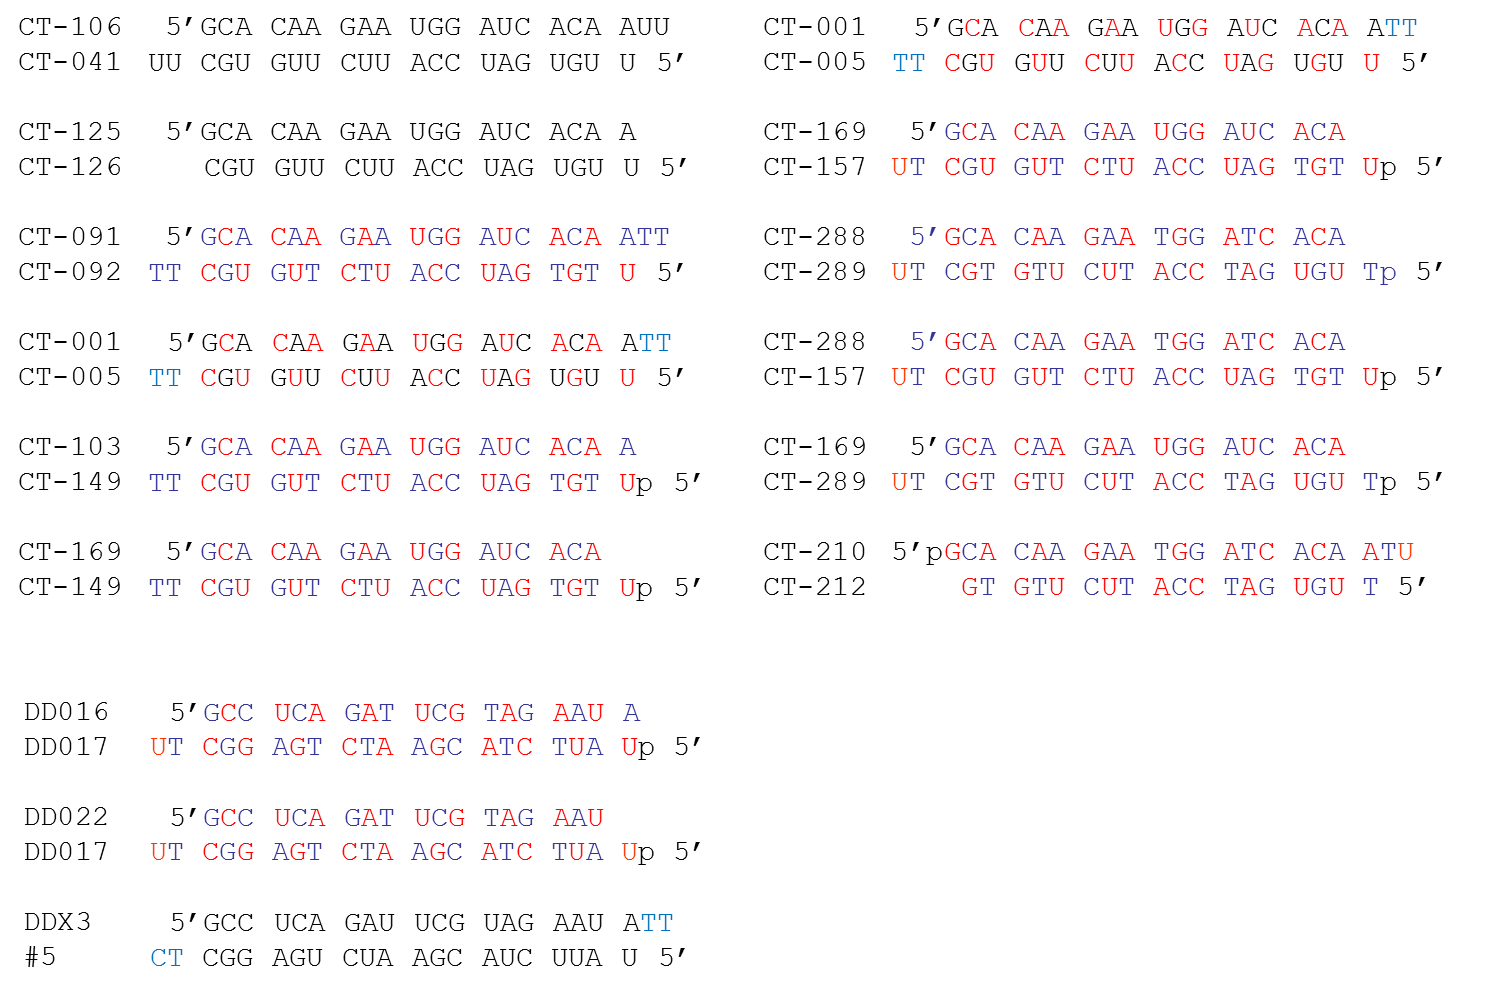 CT-106 5’GCA CAA GAA UGG AUC ACA AUU
CT-041 UU CGU GUU CUU ACC UAG UGU U 5’
CT-125 5’GCA CAA GAA UGG AUC ACA A
CT-126 CGU GUU CUU ACC UAG UGU U 5’
CT-091 5’GCA CAA GAA UGG AUC ACA ATT
CT-092 TT CGU GUT CTU ACC UAG TGT U 5’
CT-001 5’GCA CAA GAA UGG AUC ACA ATT
CT-005 TT CGU GUU CUU ACC UAG UGU U 5’
CT-103 5’GCA CAA GAA UGG AUC ACA A
CT-149 TT CGU GUT CTU ACC UAG TGT Up 5’
CT-169 5’GCA CAA GAA UGG AUC ACA
CT-149 TT CGU GUT CTU ACC UAG TGT Up 5’
CT-001 5’GCA CAA GAA UGG AUC ACA ATT
CT-005 TT CGU GUU CUU ACC UAG UGU U 5’
CT-169 5’GCA CAA GAA UGG AUC ACA
CT-157 UT CGU GUT CTU ACC UAG TGT Up 5’
CT-288 5’GCA CAA GAA TGG ATC ACA
CT-289 UT CGT GTU CUT ACC TAG UGU Tp 5’
CT-288 5’GCA CAA GAA TGG ATC ACA
CT-157 UT CGU GUT CTU ACC UAG TGT Up 5’
CT-169 5’GCA CAA GAA UGG AUC ACA
CT-289 UT CGT GTU CUT ACC TAG UGU Tp 5’
CT-210 5’pGCA CAA GAA TGG ATC ACA ATU
CT-212 GT GTU CUT ACC TAG UGU T 5’
DD016 5’GCC UCA GAT UCG TAG AAU A
DD017 UT CGG AGT CTA AGC ATC TUA Up 5’
DD022 5’GCC UCA GAT UCG TAG AAU
DD017 UT CGG AGT CTA AGC ATC TUA Up 5’
DDX3 5’GCC UCA GAU UCG UAG AAU ATT
#5 CT CGG AGU CUA AGC AUC UUA U 5’